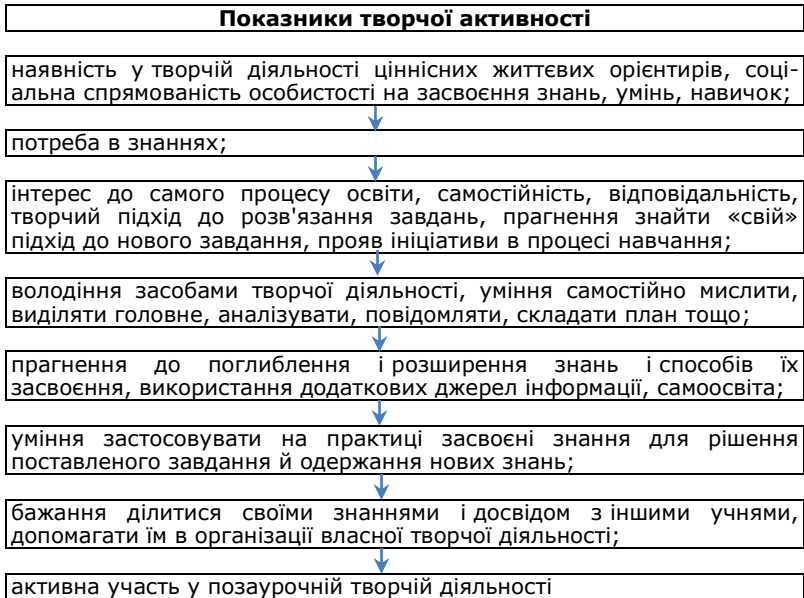 Показники творчої активності
наявність у творчій діяльності ціннісних життєвих орієнтирів, соці-
альна спрямованість особистості на засвоєння знань, умінь, навичок;
потреба в знаннях;
інтерес до самого процесу освіти, самостійність, відповідальність,
творчий підхід до розв'язання завдань, прагнення знайти «свій»
підхід до нового завдання, прояв ініціативи в процесі навчання;
володіння засобами творчої діяльності, уміння самостійно мислити,
виділяти головне, аналізувати, повідомляти, складати план тощо;
прагнення до поглиблення і розширення знань і способів їх
засвоєння, використання додаткових джерел інформації, самоосвіта;
уміння застосовувати на практиці засвоєні знання для рішення
поставленого завдання й одержання нових знань;
бажання ділитися своїми знаннями і досвідом з іншими учнями,
допомагати їм в організації власної творчої діяльності;
активна участь у позаурочній творчій діяльності